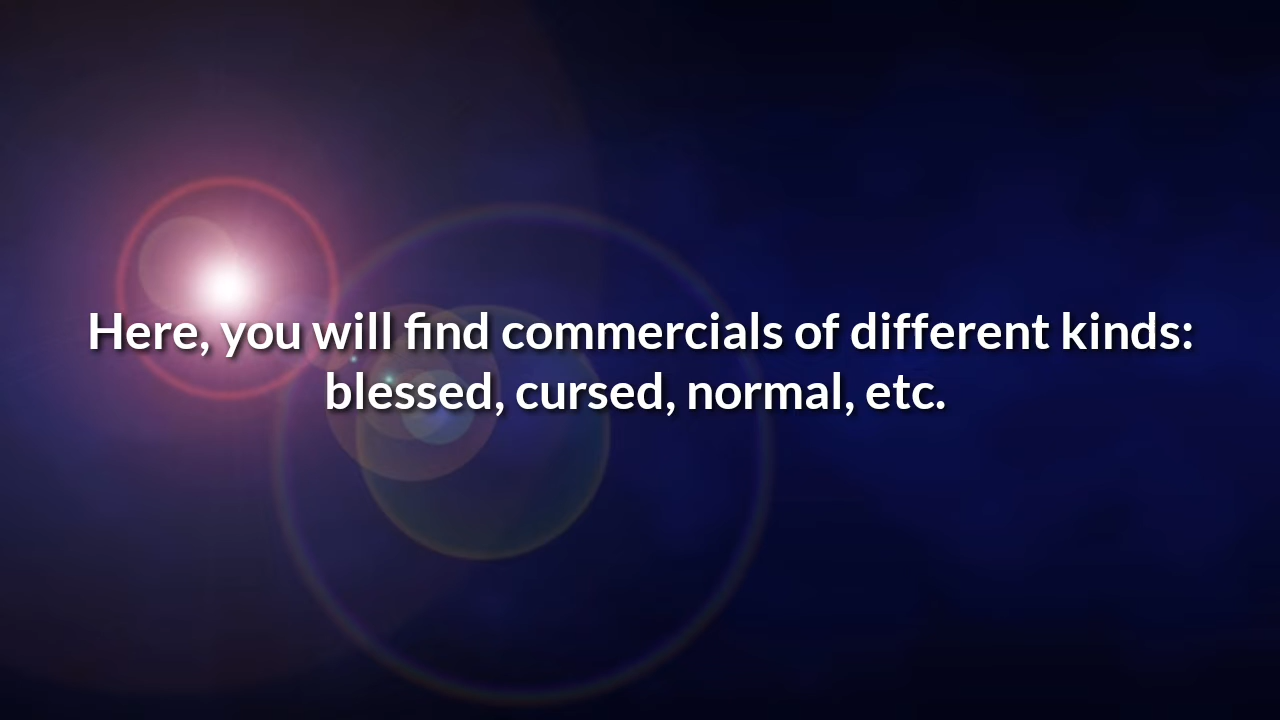 Here, you will find commercials of different kinds:
blessed, cursed, normal, etc.